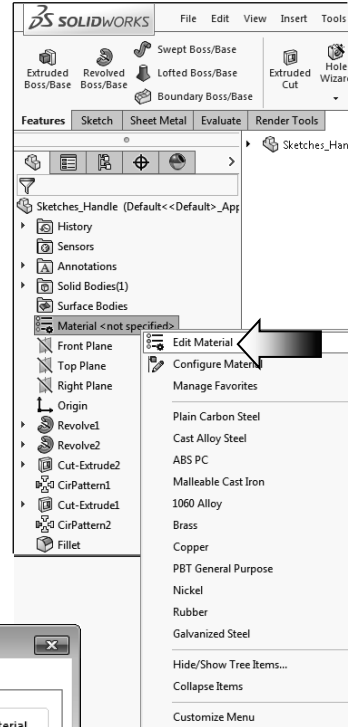 SOLIDWORKS File Edit View Insert Tools
Swept Boss/Base
Extruded Boss/Base Revolved Boss/Base Lofted Boss/Base Extruded Cut Hole
Boundary Boss/Base
Features Sketch Sheet Metal Evaluate Render Tools
Sketches_Handle (Default<<Default>
History
Sensors
Annotations
Solid Bodies(1)
Surface Bodies
Material <not specified>
Front Plane
Top Plane
Right Plane
Origin
Revolve1
Revolve2
Cut-Extrude2
CirPattern1
Cut-Extrude1
CirPattern2
Fillet
Edit Material
Configure Material
Manage Favorites
Plain Carbon Steel
Cast Alloy Steel
ABS PC
Malleable Cast Iron
1060 Alloy
Brass
Copper
PBT General Purpose
Nickel
Rubber
Galvanized Steel
Hide/Show Tree Items...
Collapse Items
Customize Menu